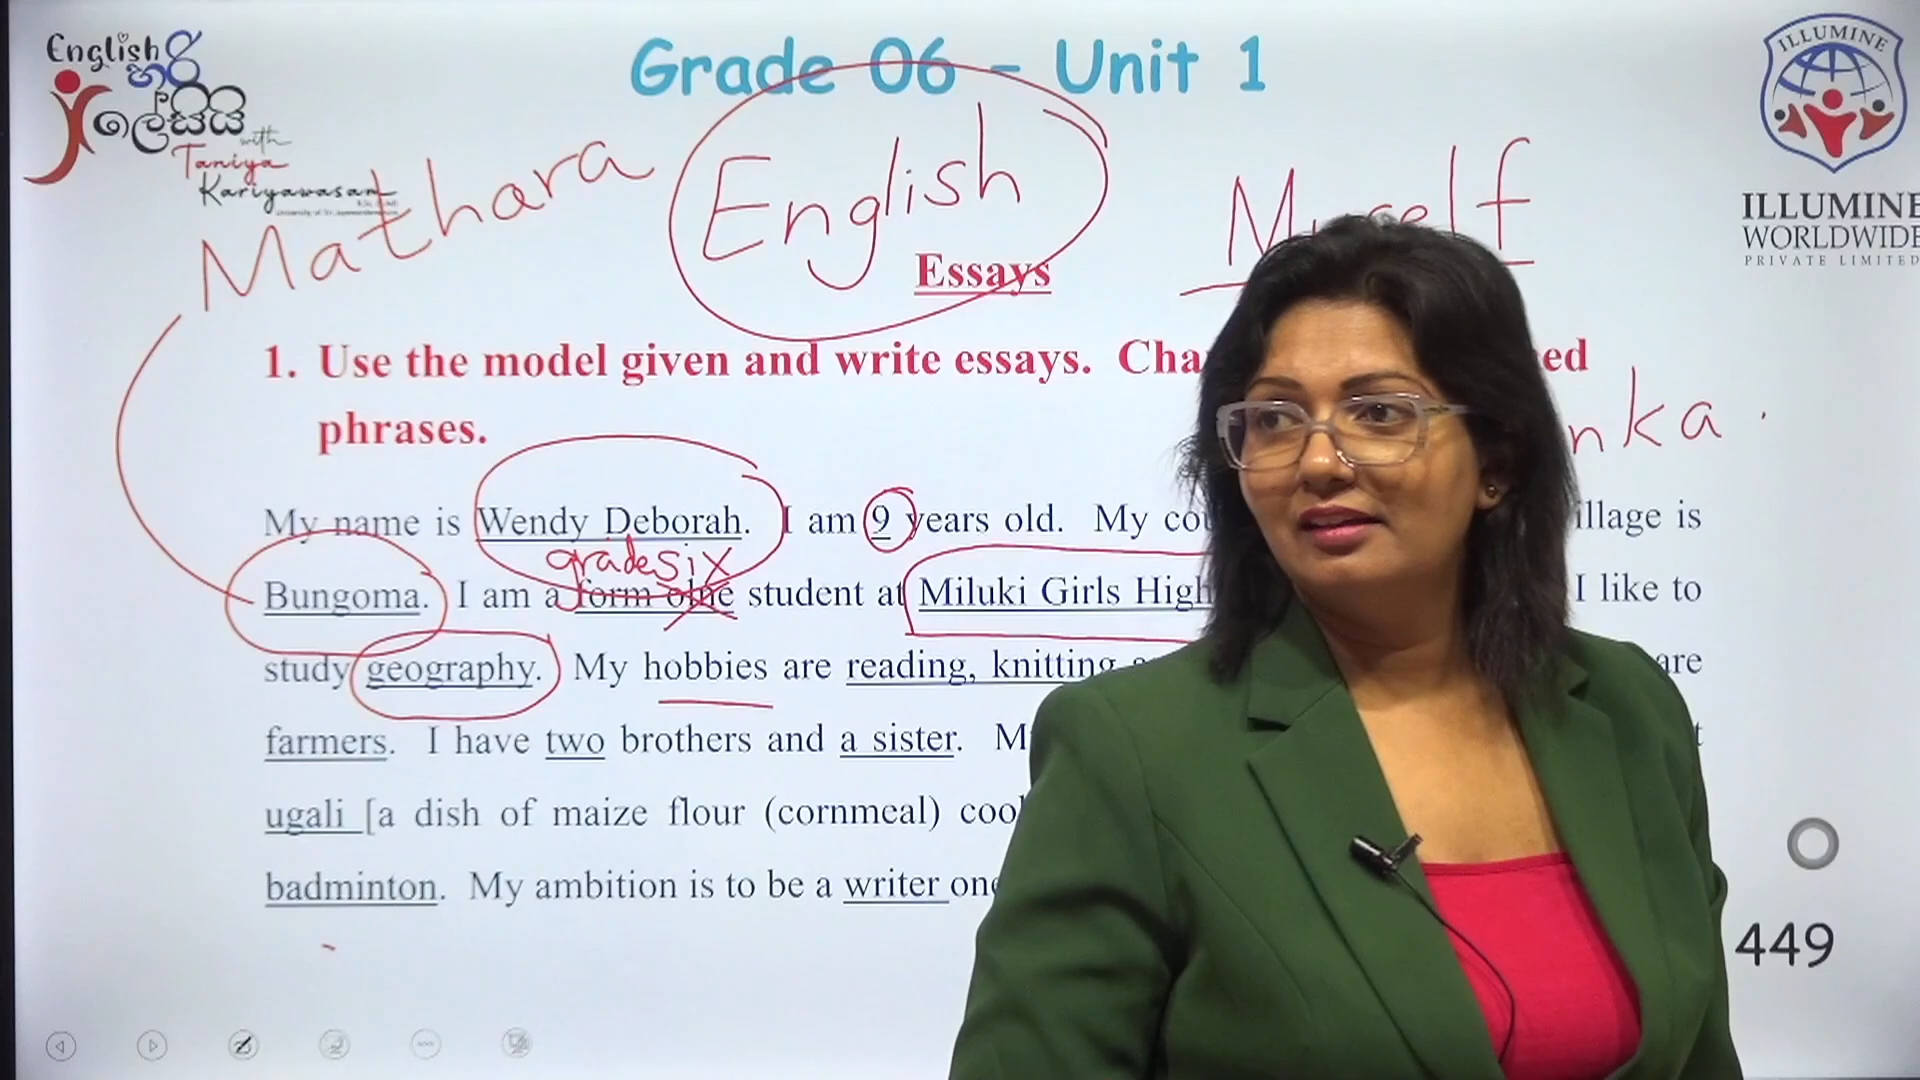 English හරි
ලේසියි
with
Taniya
Kariyawasam
Grade 06 - Unit 1
ILLUMINE
ILLUMINE
WORLDWIDE
PRIVATE LIMITED
Mathara
English
Myself
Essays
1. Use the model given and write essays. Cha ed
phrases.
nka.
My name is Wendy Deborah. I am 9 years old. My cou illage is
grade six
Bungoma. I am a form one student at Miluki Girls High I like to
study geography. My hobbies are reading, knitting are
farmers. I have two brothers and a sister. M t
ugali [a dish of maize flour (cornmeal) coo
badminton. My ambition is to be a writer one
449